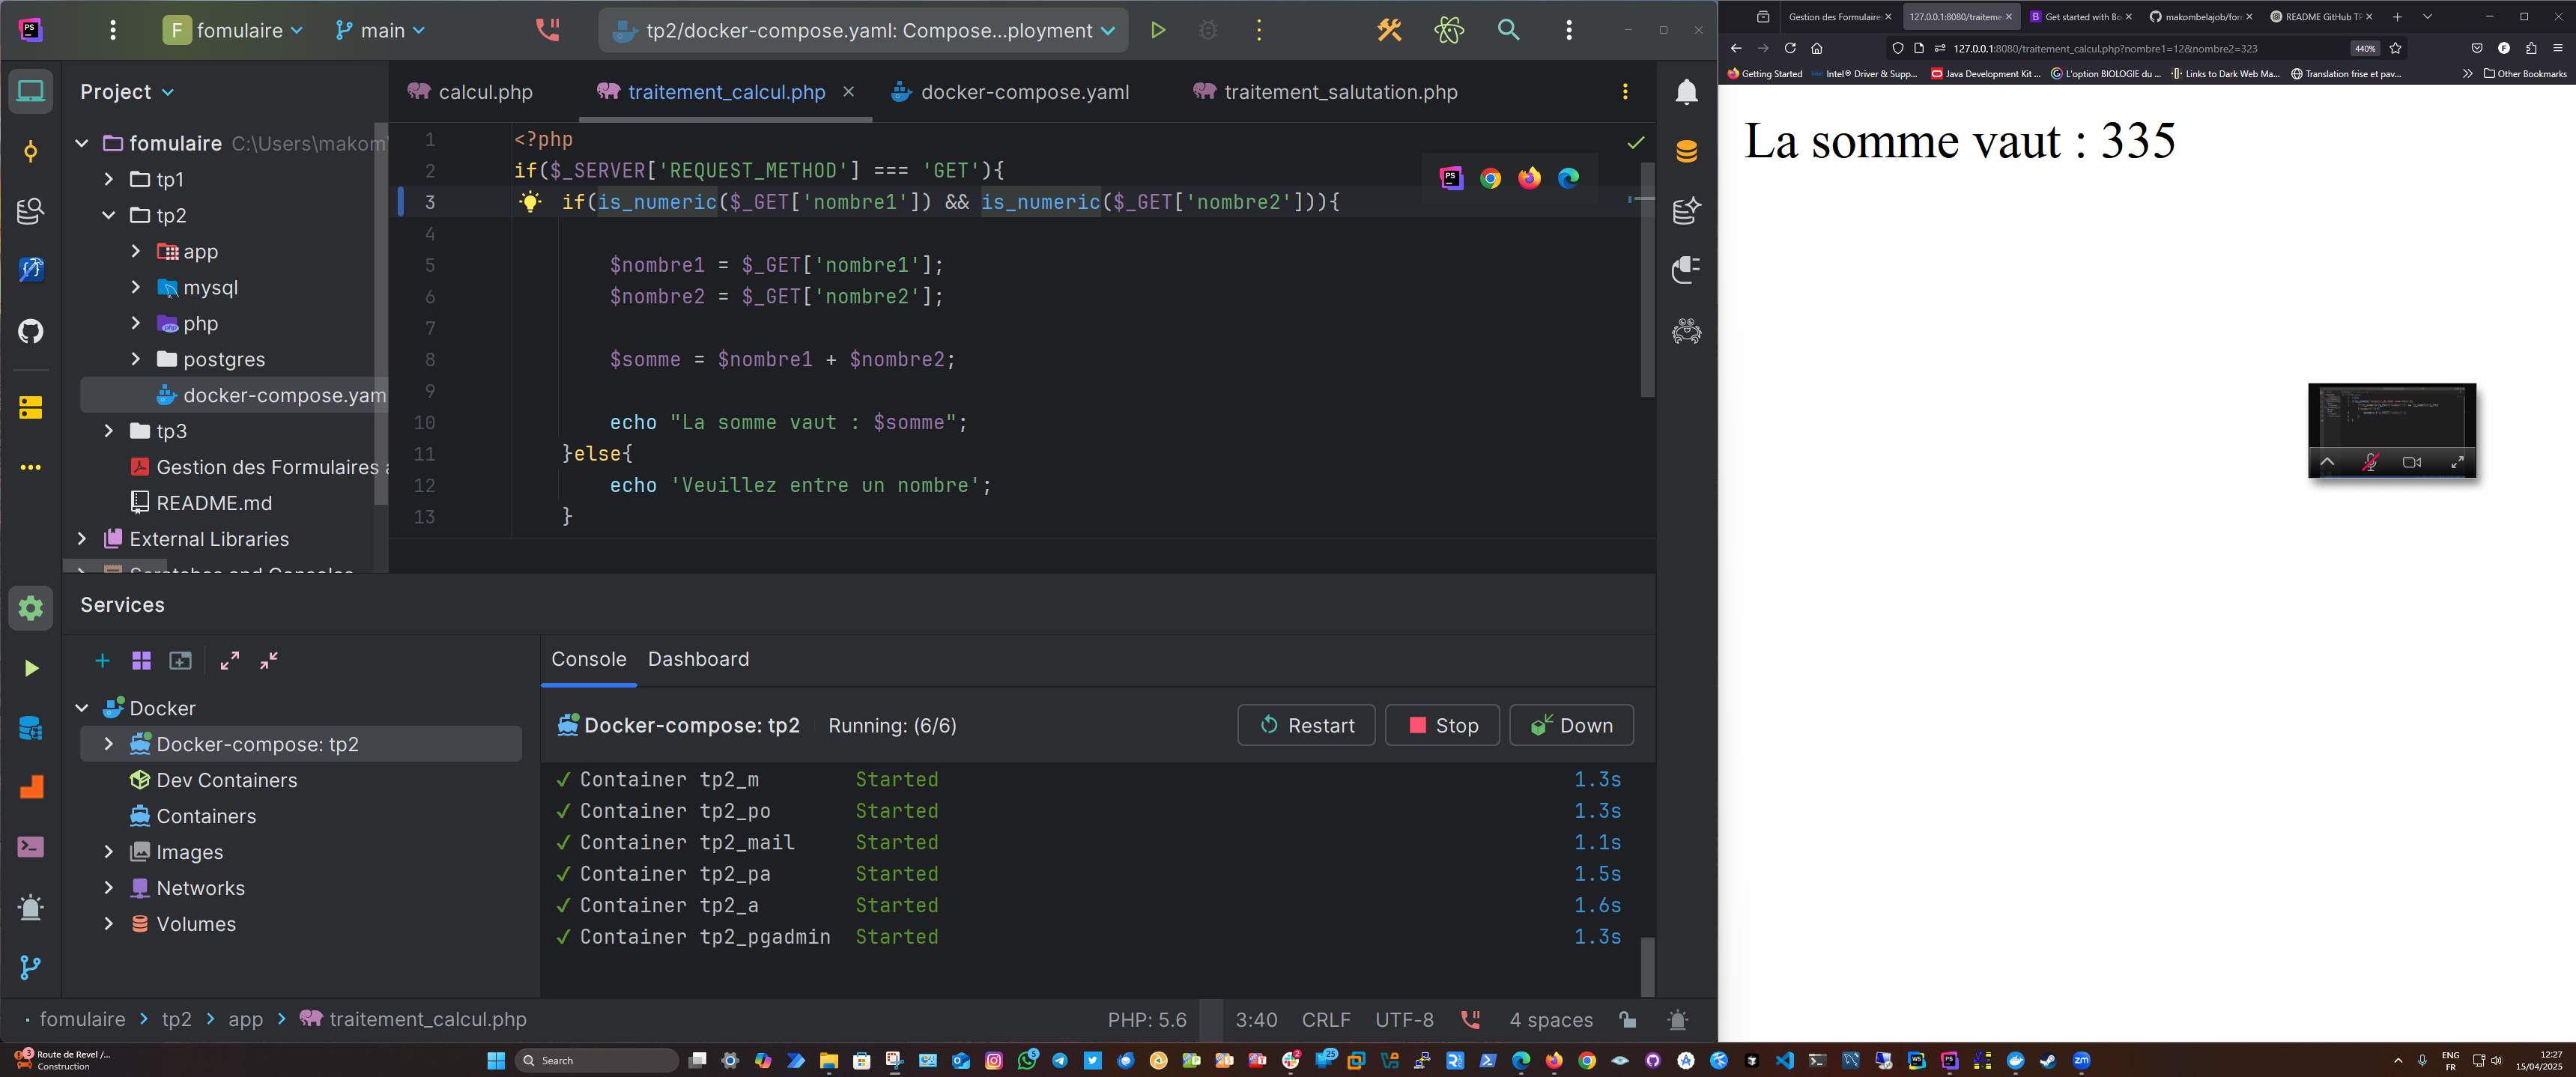 F fomulaire
main
tp2/docker-compose.yaml: Compose...ployment
Project
calcul.php
traitement_calcul.php
docker-compose.yaml
traitement_salutation.php
fomulaire C:\Users\makom
tp1
tp2
app
mysql
php
postgres
docker-compose.yam
tp3
Gestion des Formulaires a
README.md
External Libraries
Scratches and Consoles
1 <?php
2 if($_SERVER['REQUEST_METHOD'] === 'GET'){
3 if(is_numeric($_GET['nombre1']) && is_numeric($_GET['nombre2'])){
4
5 $nombre1 = $_GET['nombre1'];
6 $nombre2 = $_GET['nombre2'];
7
8 $somme = $nombre1 + $nombre2;
9
10 echo "La somme vaut : $somme";
11 }else{
12 echo 'Veuillez entre un nombre';
13 }
Services
Docker
Docker-compose: tp2
Dev Containers
Containers
Images
Networks
Volumes
Console Dashboard
Docker-compose: tp2 Running: (6/6) Restart Stop Down
✓ Container tp2_m Started 1.3s
✓ Container tp2_po Started 1.3s
✓ Container tp2_mail Started 1.1s
✓ Container tp2_pa Started 1.5s
✓ Container tp2_a Started 1.6s
✓ Container tp2_pgadmin Started 1.3s
fomulaire > tp2 > app > traitement_calcul.php
PHP: 5.6 3:40 CRLF UTF-8 4 spaces
Gestion des Formulaire
127.0.0.1:8080/traiteme
Get started with Bo
makombelajob/forn
README GitHub TP
127.0.0.1:8080/traitement_calcul.php?nombre1=12&nombre2=323
440%
Getting Started
Intel® Driver & Supp...
Java Development Kit ...
L'option BIOLOGIE du ...
Links to Dark Web Ma...
Translation frise et pav...
Other Bookmarks
La somme vaut : 335
Route de Revel /...
Construction
Search
ENG
FR
12:27
15/04/2025